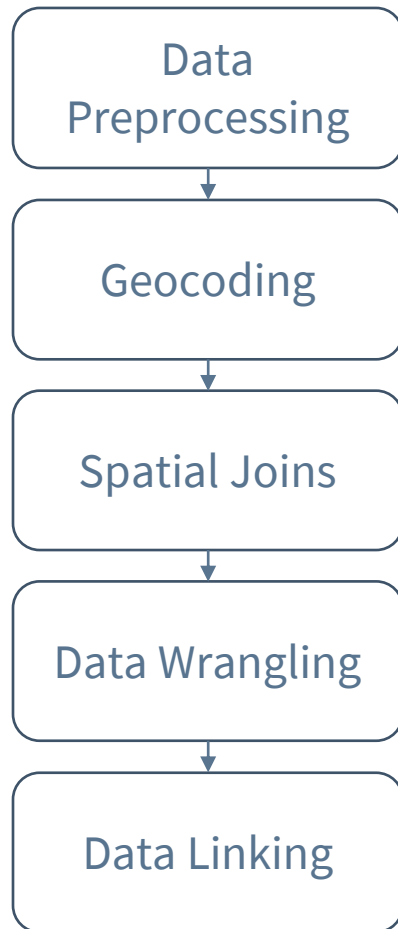 Data
Preprocessing
Geocoding
Spatial Joins
Data Wrangling
Data Linking